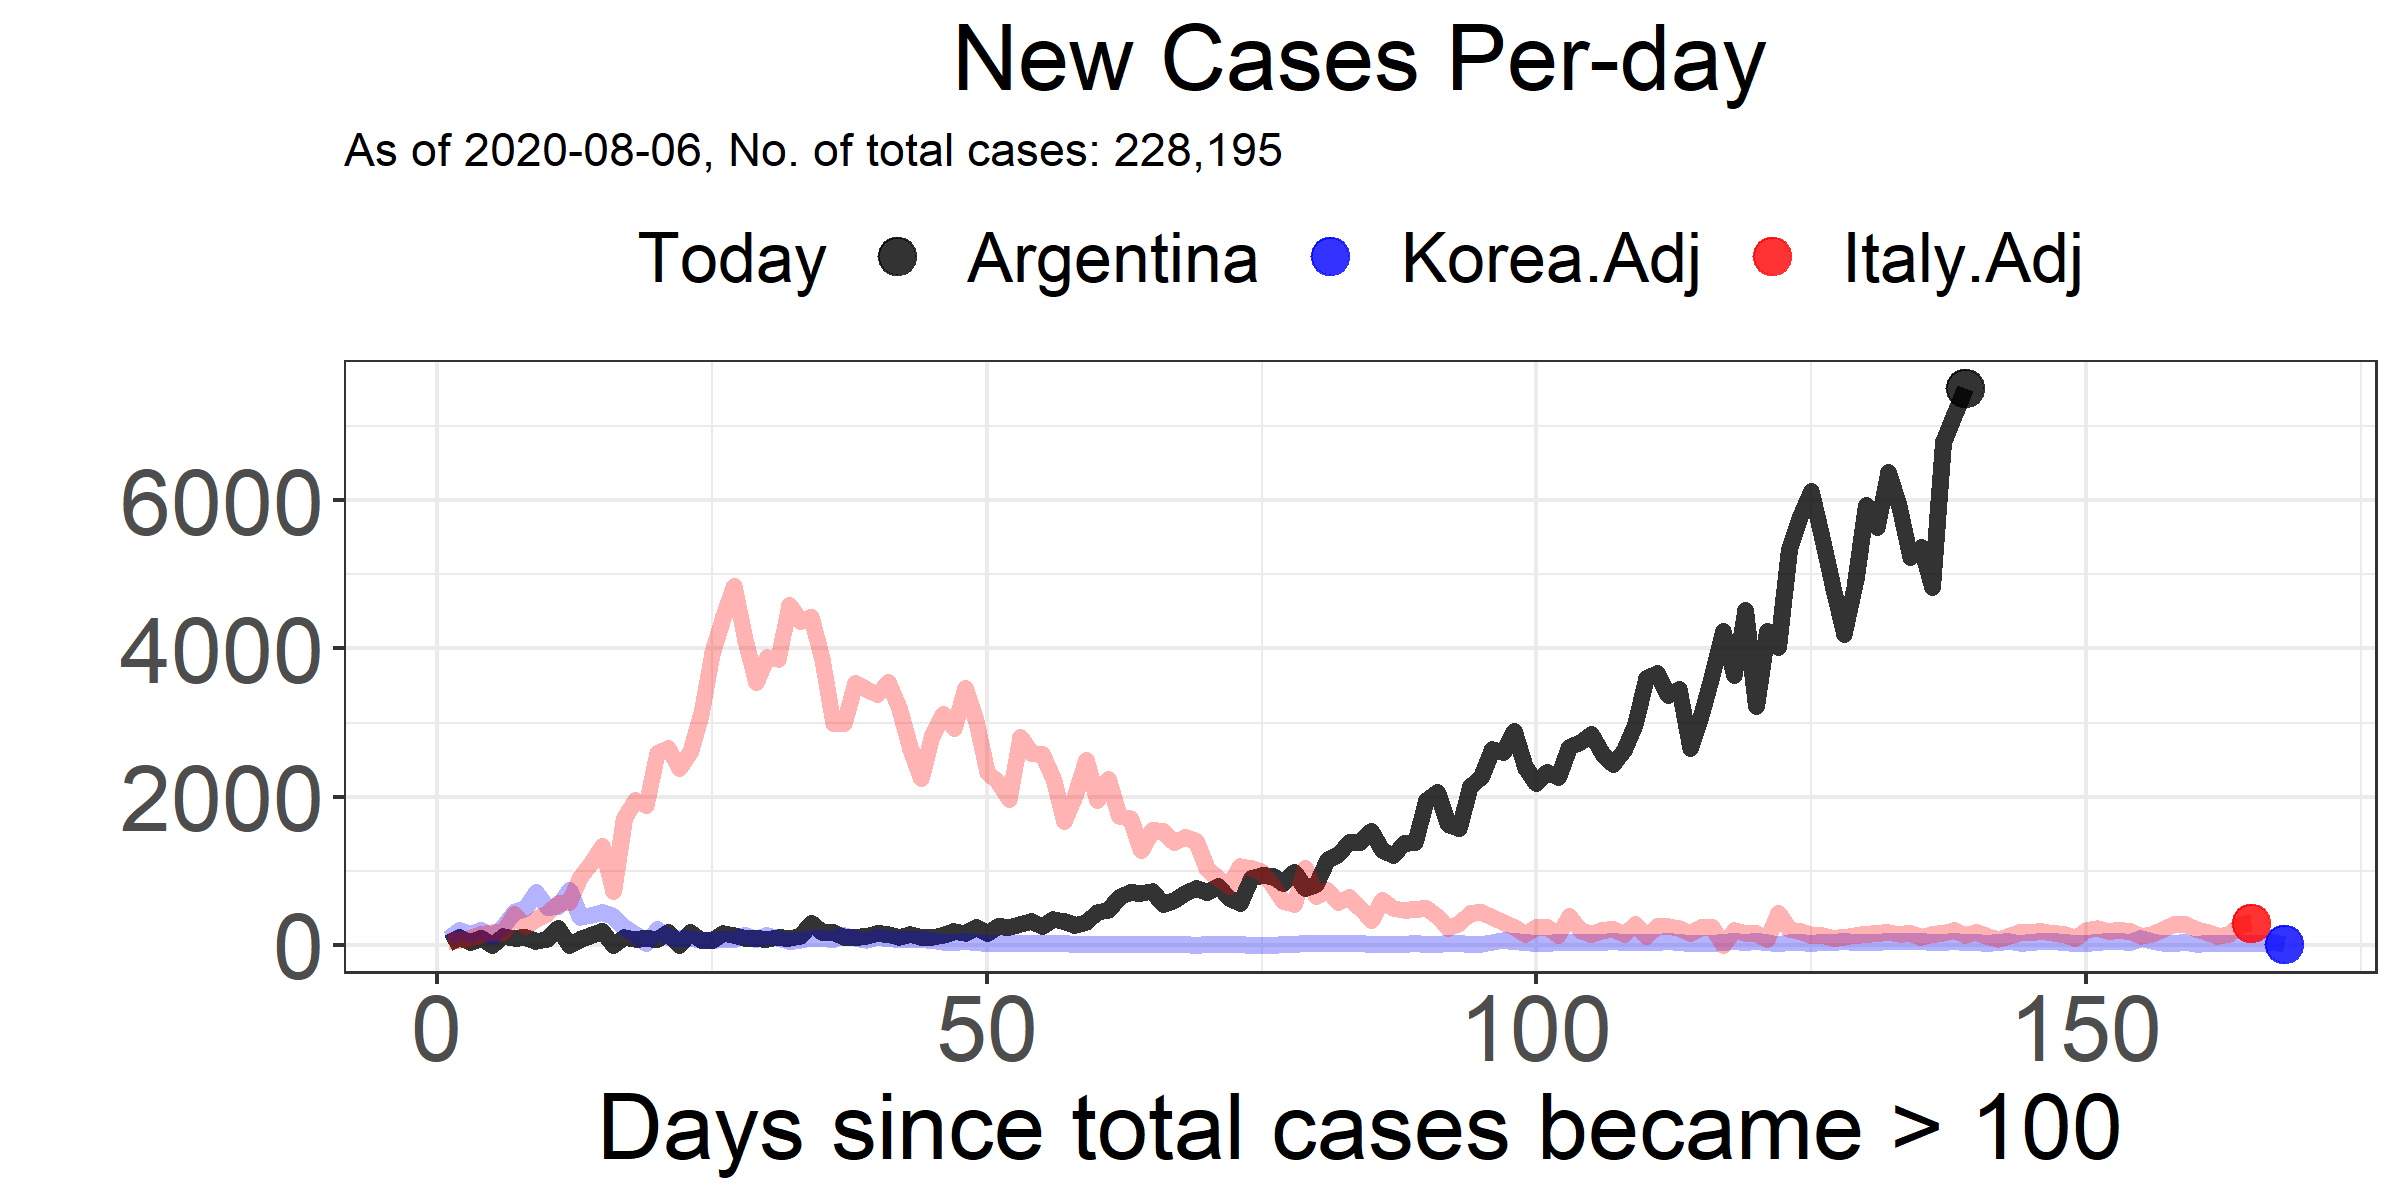 New Cases Per-day
As of 2020-08-06, No. of total cases: 228,195
Today Argentina Korea.Adj Italy.Adj
6000
4000
2000
0
0 50 100 150
Days since total cases became > 100